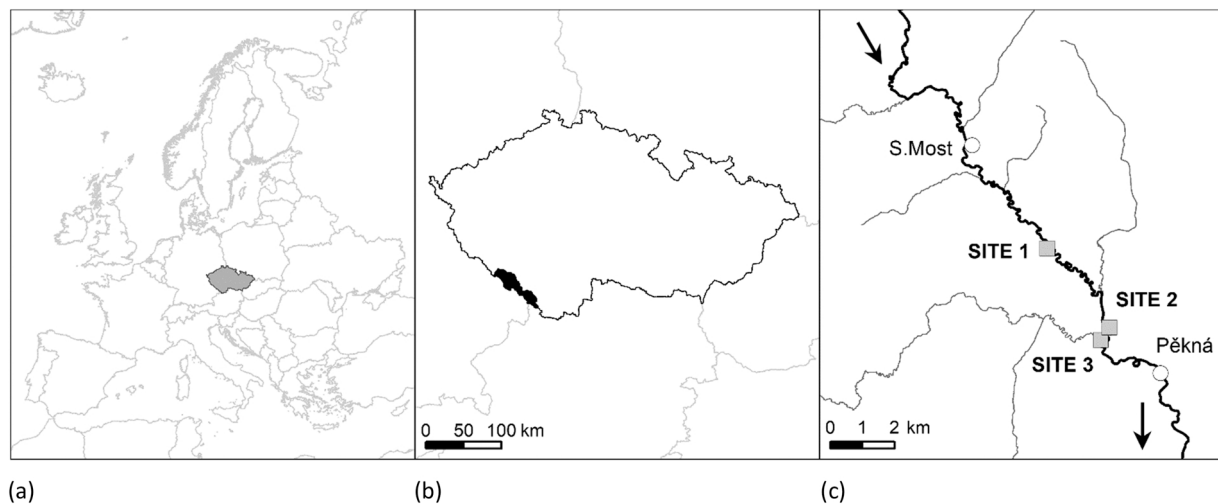 S.Most
SITE 1
SITE 2
SITE 3
Pěkná
0 50 100 km
0 1 2 km
(a) (b) (c)